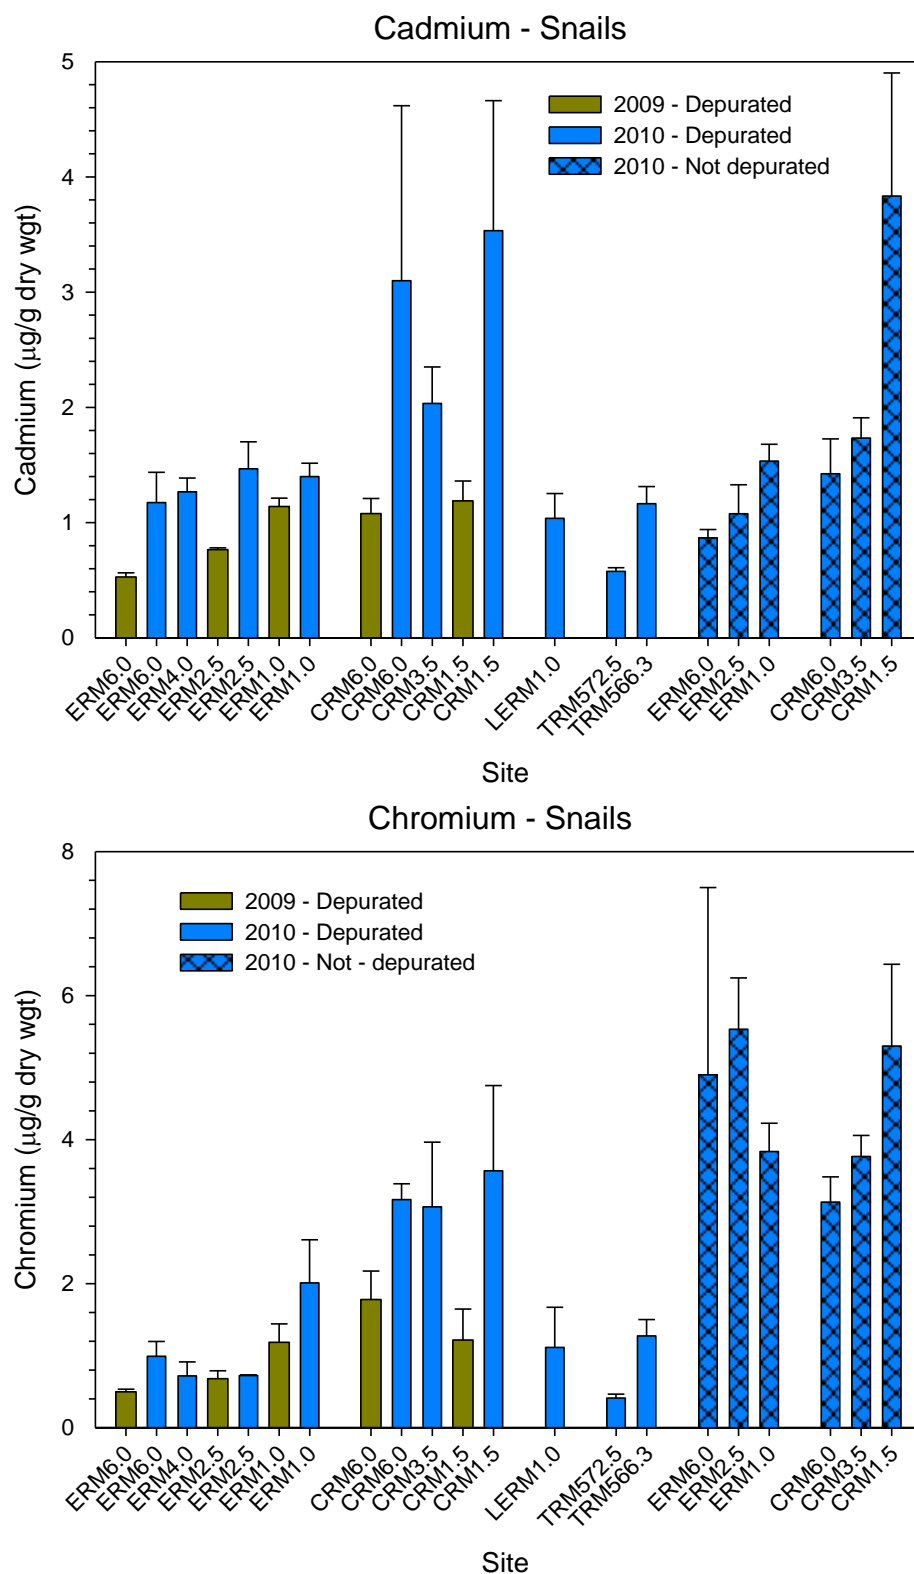 Cadmium - Snails
5
4
3
2
1
0
Cadmium (µg/g dry wgt)
2009 - Depurated
2010 - Depurated
2010 - Not depurated
ERM6.0
ERM6.0
ERM4.0
ERM2.5
ERM2.5
ERM1.0
ERM1.0
CRM6.0
CRM6.0
CRM3.5
CRM1.5
CRM1.5
LERM1.0
TRM572.5
TRM566.3
ERM6.0
ERM2.5
ERM1.0
CRM6.0
CRM3.5
CRM1.5
Site
Chromium - Snails
8
6
4
2
0
Chromium (µg/g dry wgt)
2009 - Depurated
2010 - Depurated
2010 - Not - depurated
ERM6.0
ERM6.0
ERM4.0
ERM2.5
ERM2.5
ERM1.0
ERM1.0
CRM6.0
CRM6.0
CRM3.5
CRM1.5
CRM1.5
LERM1.0
TRM572.5
TRM566.3
ERM6.0
ERM2.5
ERM1.0
CRM6.0
CRM3.5
CRM1.5
Site